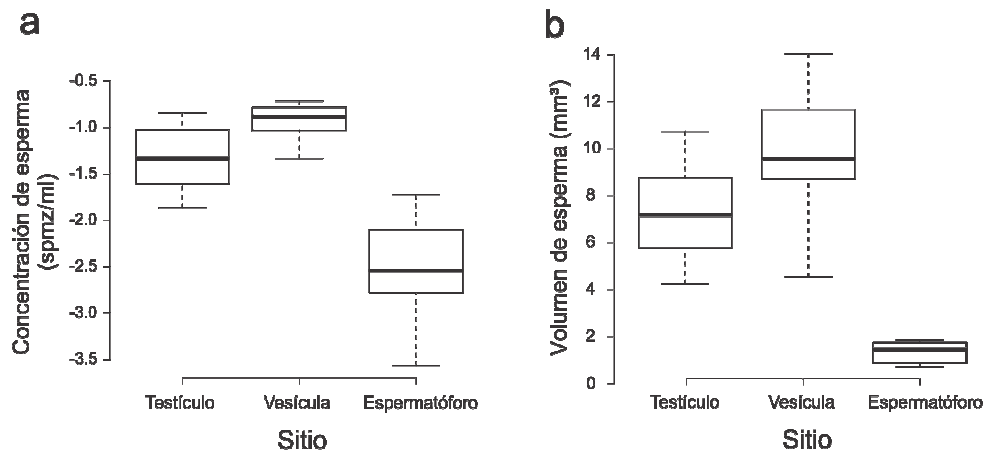 a
Concentración de esperma
(spmz/ml)
-0.5
-1.0
-1.5
-2.0
-2.5
-3.0
-3.5
Testículo Vesícula Espermatóforo
Sitio
b
Volumen de esperma (mm³)
14
12
10
8
6
4
2
0
Testículo Vesícula Espermatóforo
Sitio